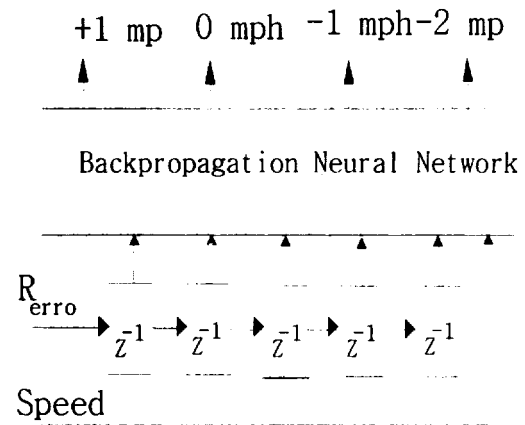 +1 mp 0 mph -1 mph -2 mp
Backpropagation Neural Network
R erro
z-1 z-1 z-1 z-1 z-1
Speed